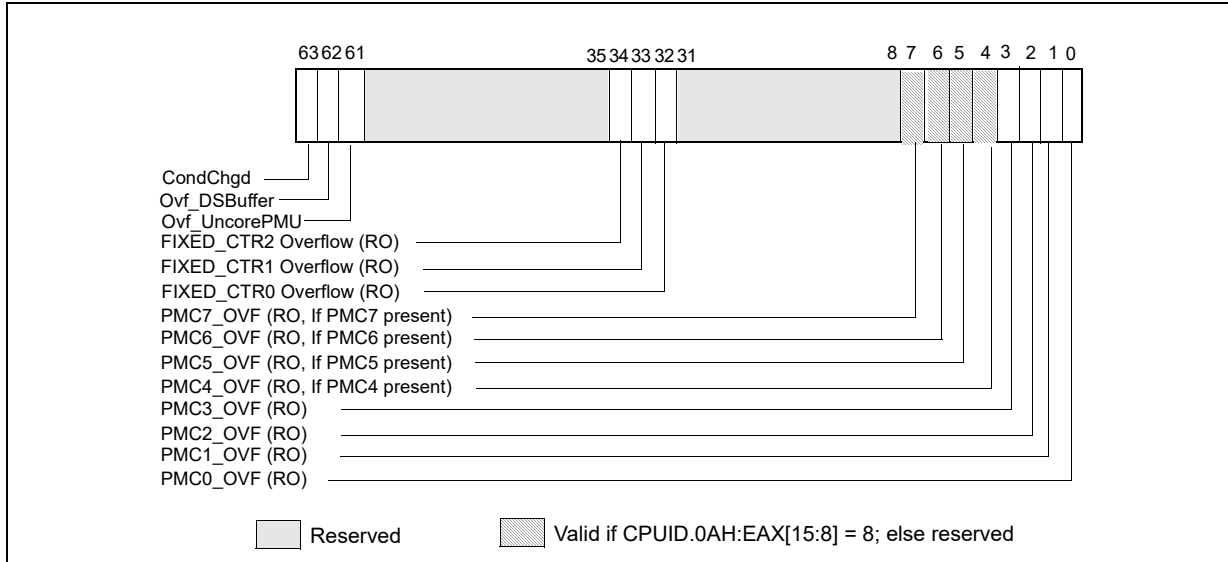 63 62 61 35 34 33 32 31 8 7 6 5 4 3 2 1 0
CondChgd
Ovf_DSBuffer
Ovf_UncorePMU
FIXED_CTR2 Overflow (RO)
FIXED_CTR1 Overflow (RO)
FIXED_CTR0 Overflow (RO)
PMC7_OVF (RO, If PMC7 present)
PMC6_OVF (RO, If PMC6 present)
PMC5_OVF (RO, If PMC5 present)
PMC4_OVF (RO, If PMC4 present)
PMC3_OVF (RO)
PMC2_OVF (RO)
PMC1_OVF (RO)
PMC0_OVF (RO)
Reserved Valid if CPUID.0AH:EAX[15:8] = 8; else reserved